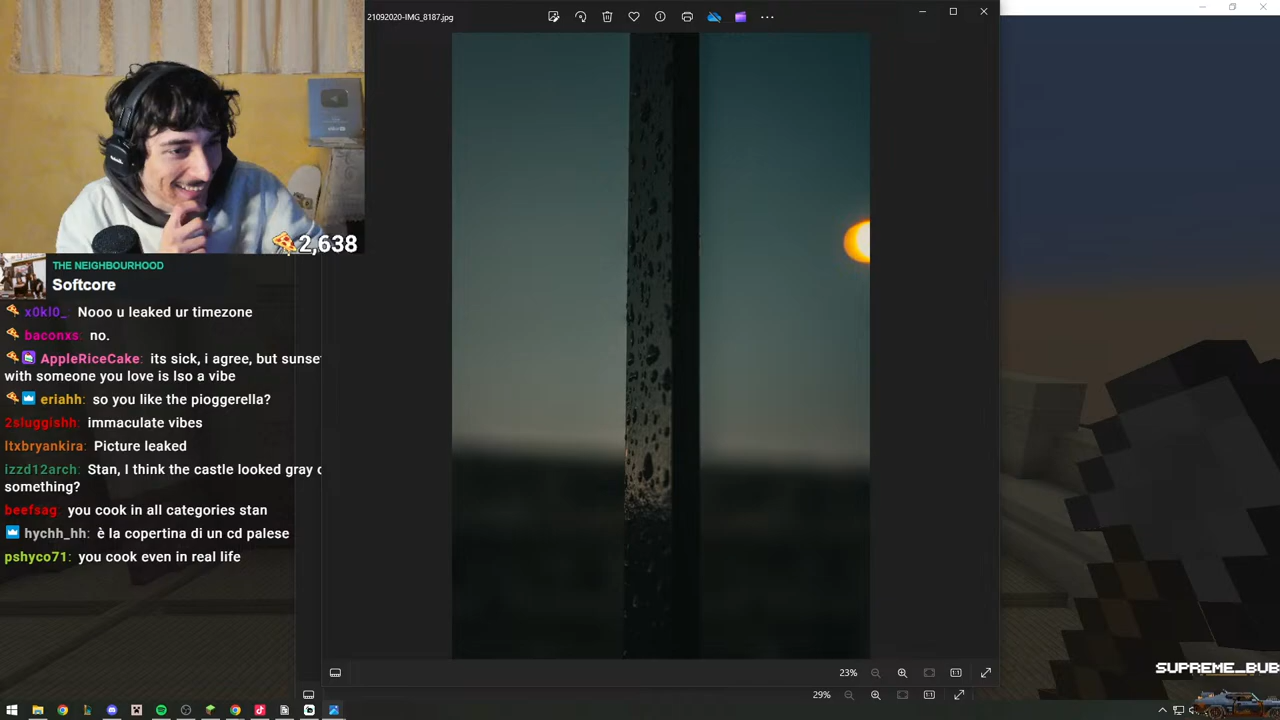 21092020-IMG_8187.jpg
2,638
THE NEIGHBOURHOOD
Softcore
x0kl0_: Nooo u leaked ur timezone
baconxs: no.
AppleRiceCake: its sick, i agree, but sunset
with someone you love is lso a vibe
eriahh: so you like the pioggerella?
2sluggishh: immaculate vibes
ltxbryankira: Picture leaked
izzd12arch: Stan, I think the castle looked gray o
something?
beefsag: you cook in all categories stan
hychh_hh: è la copertina di un cd palese
pshyco71: you cook even in real life
23%
29%
SUPREME_BUB